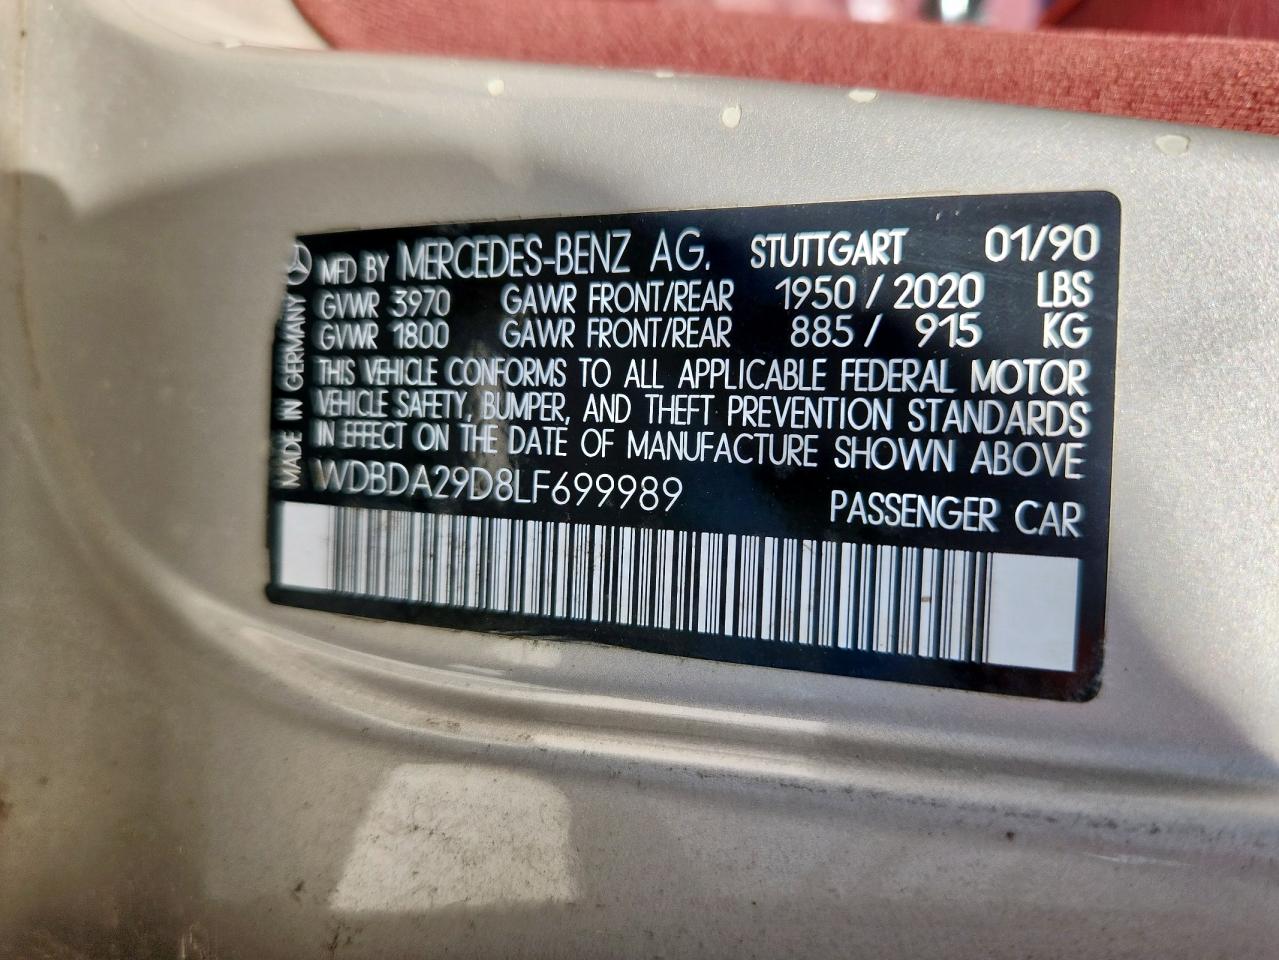 MFD BY MERCEDES-BENZ AG. STUTTGART 01/90
GVWR 3970 GAWR FRONT/REAR 1950 / 2020 LBS
GVWR 1800 GAWR FRONT/REAR 885 / 915 KG
THIS VEHICLE CONFORMS TO ALL APPLICABLE FEDERAL MOTOR
VEHICLE SAFETY, BUMPER, AND THEFT PREVENTION STANDARDS
IN EFFECT ON THE DATE OF MANUFACTURE SHOWN ABOVE
WDBDA29D8LF699989 PASSENGER CAR
MADE IN GERMANY